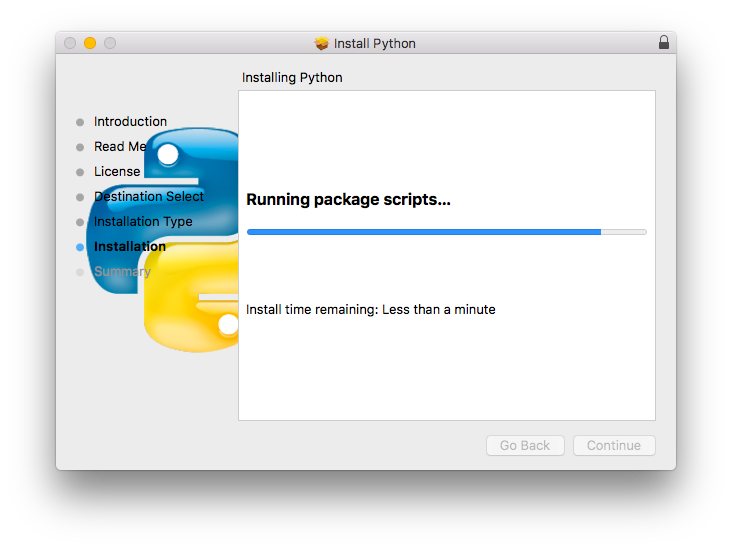 Install Python
Installing Python
Introduction
Read Me
License
Destination Select
Installation Type
Installation
Summary
Running package scripts...
Install time remaining: Less than a minute
Go Back
Continue